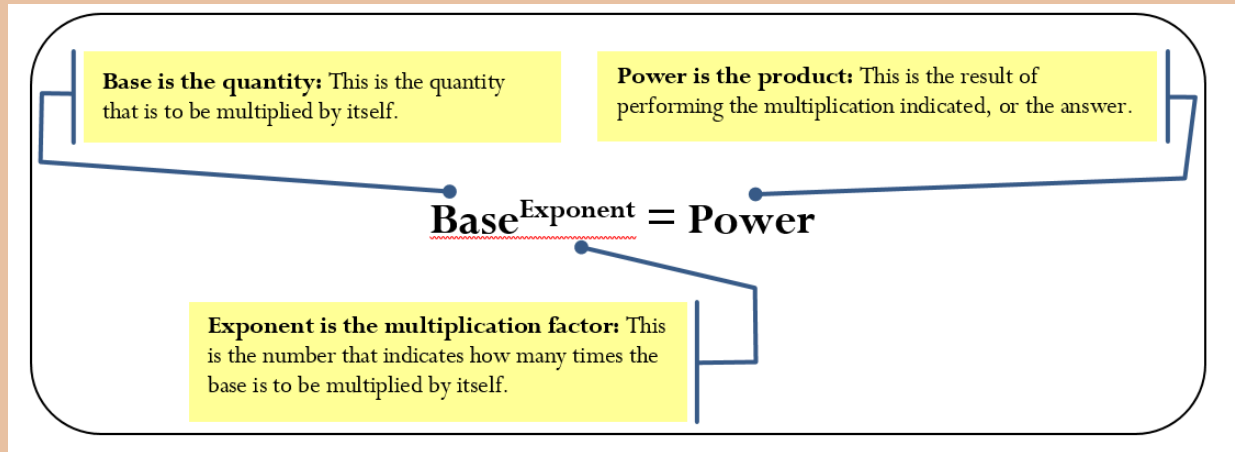 Base is the quantity: This is the quantity
that is to be multiplied by itself.
Power is the product: This is the result of
performing the multiplication indicated, or the answer.
Base^Exponent = Power
Exponent is the multiplication factor: This
is the number that indicates how many times the
base is to be multiplied by itself.